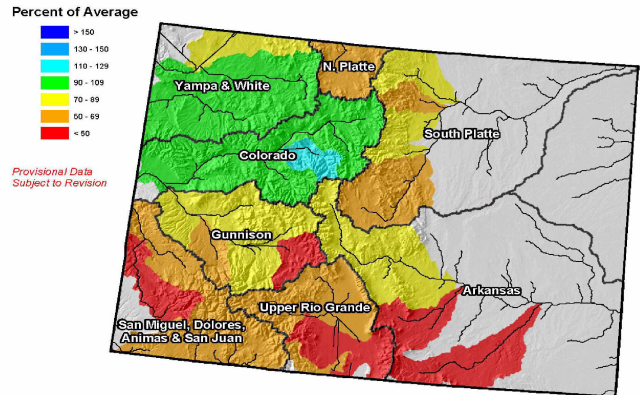 Percent of Average
> 150
130 - 150
110 - 129
90 - 109
70 - 89
50 - 69
< 50
Provisional Data
Subject to Revision
N. Platte
Yampa & White
South Platte
Colorado
Gunnison
Arkansas
Upper Rio Grande
San Miguel, Dolores,
Animas & San Juan